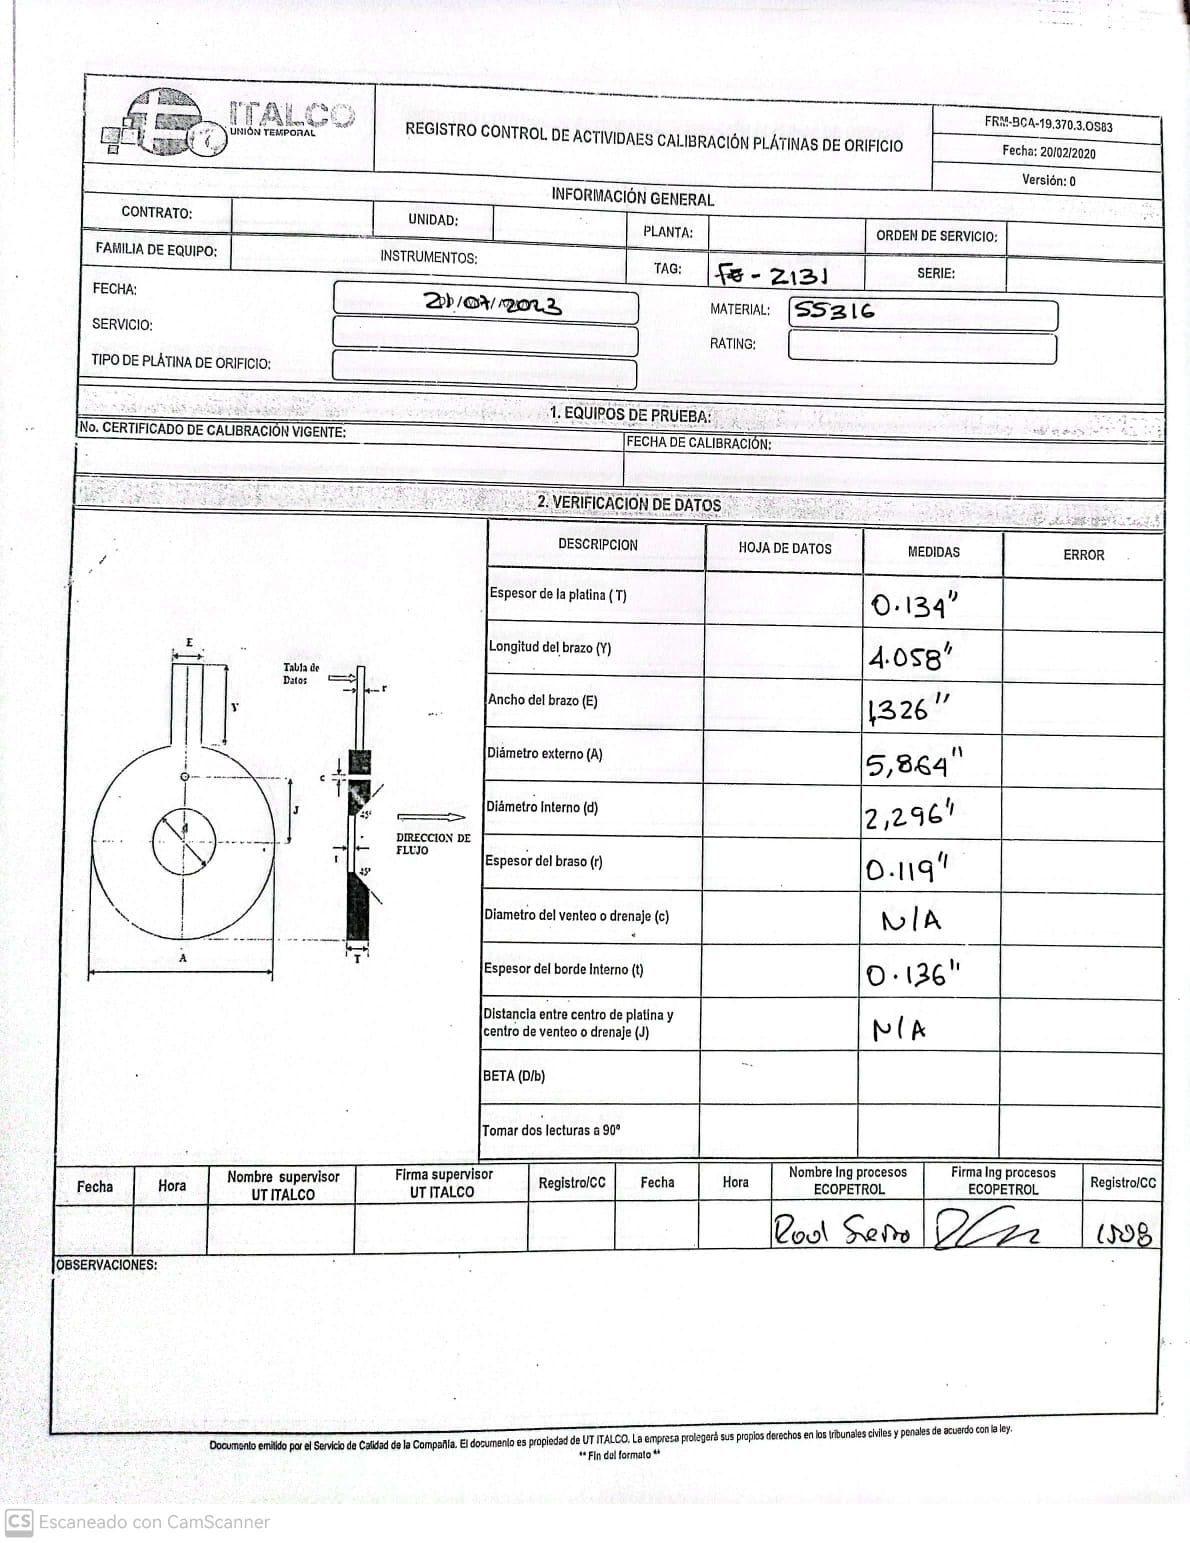 ITALCO
UNIÓN TEMPORAL
REGISTRO CONTROL DE ACTIVIDAES CALIBRACIÓN PLÁTINAS DE ORIFICIO
FRM-BCA-19.370.3.OS83
Fecha: 20/02/2020
Versión: 0
INFORMACIÓN GENERAL
CONTRATO:
UNIDAD:
PLANTA:
ORDEN DE SERVICIO:
FAMILIA DE EQUIPO:
INSTRUMENTOS:
TAG: FE - 2131
SERIE:
FECHA: /07/2023
MATERIAL: SS316
SERVICIO:
RATING:
TIPO DE PLÁTINA DE ORIFICIO:
1. EQUIPOS DE PRUEBA:
No. CERTIFICADO DE CALIBRACIÓN VIGENTE:
FECHA DE CALIBRACIÓN:
2. VERIFICACION DE DATOS
DESCRIPCION HOJA DE DATOS MEDIDAS ERROR
Espesor de la platina ( T) 0.134"
Longitud del brazo (Y) 4.058"
Ancho del brazo (E) 1,326"
Diámetro externo (A) 5,864"
Diámetro Interno (d) 2,296"
Espesor del braso (r) 0.119"
Diametro del venteo o drenaje (c) N/A
Espesor del borde Interno (t) 0.136"
Distancia entre centro de platina y
centro de venteo o drenaje (J) N/A
BETA (D/b)
Tomar dos lecturas a 90º
E
Tabla de
Datos
r
Y
c
J
45º
d
DIRECCION DE
FLUJO
t
45º
A
T
Fecha Hora Nombre supervisor
UT ITALCO
Firma supervisor
UT ITALCO
Registro/CC Fecha Hora Nombre Ing procesos
ECOPETROL
Firma Ing procesos
ECOPETROL
Registro/CC
OBSERVACIONES:
Documento emitido por el Servicio de Calidad de la Compañía. El documento es propiedad de UT ITALCO. La empresa prolegerá sus propios derechos en los tribunales civiles y penales de acuerdo con la ley.
** Fin del formato **
CS Escaneado con CamScanner